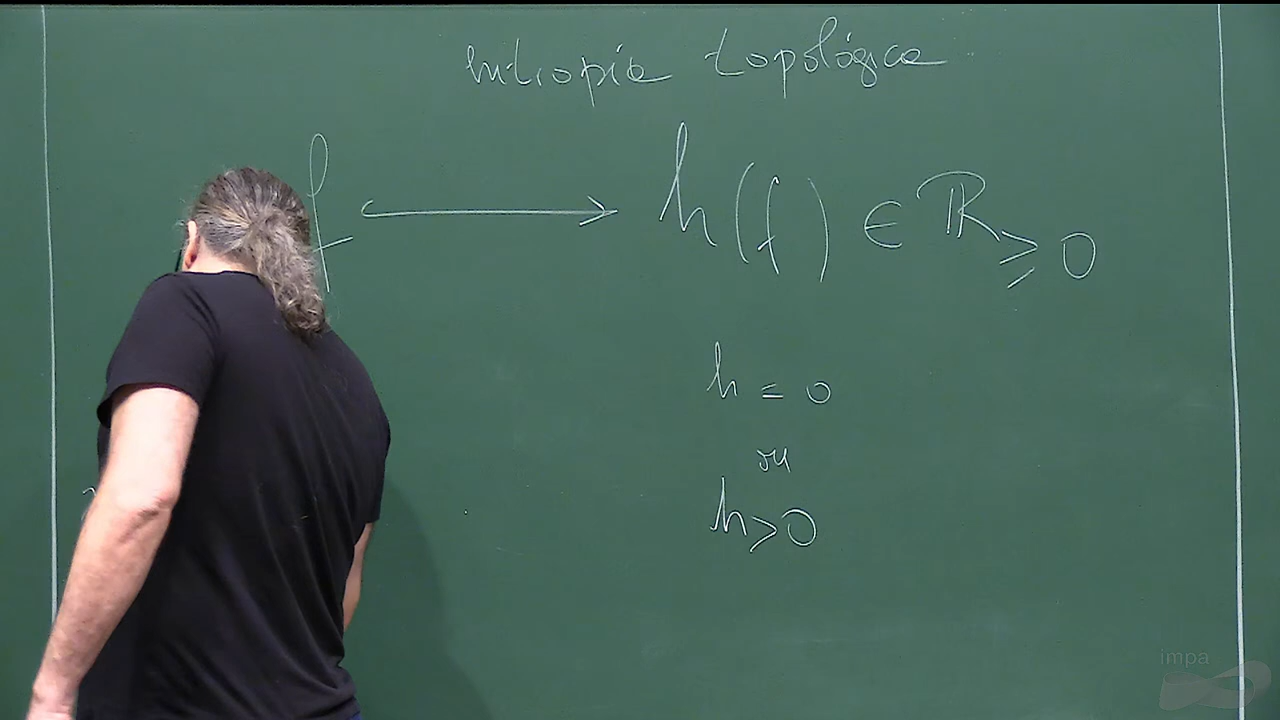 Entropia topológica
f ⟶ h(f) ∈ ℝ≥0
h = 0
ou
h > 0
impa